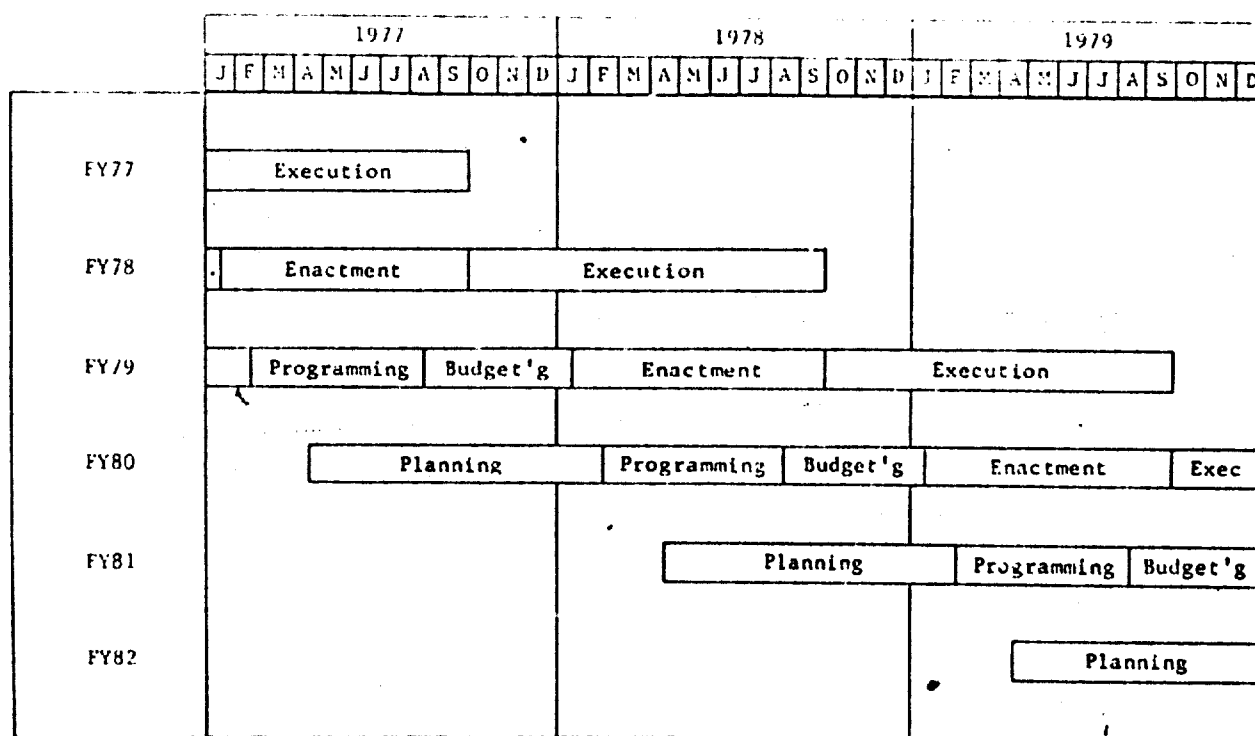 1977 1978 1979
J F M A M J J A S O N D J F M A M J J A S O N D J F M A M J J A S O N D
FY77 Execution
FY78 Enactment Execution
FY79 Programming Budget'g Enactment Execution
FY80 Planning Programming Budget'g Enactment Exec
FY81 Planning Programming Budget'g
FY82 Planning